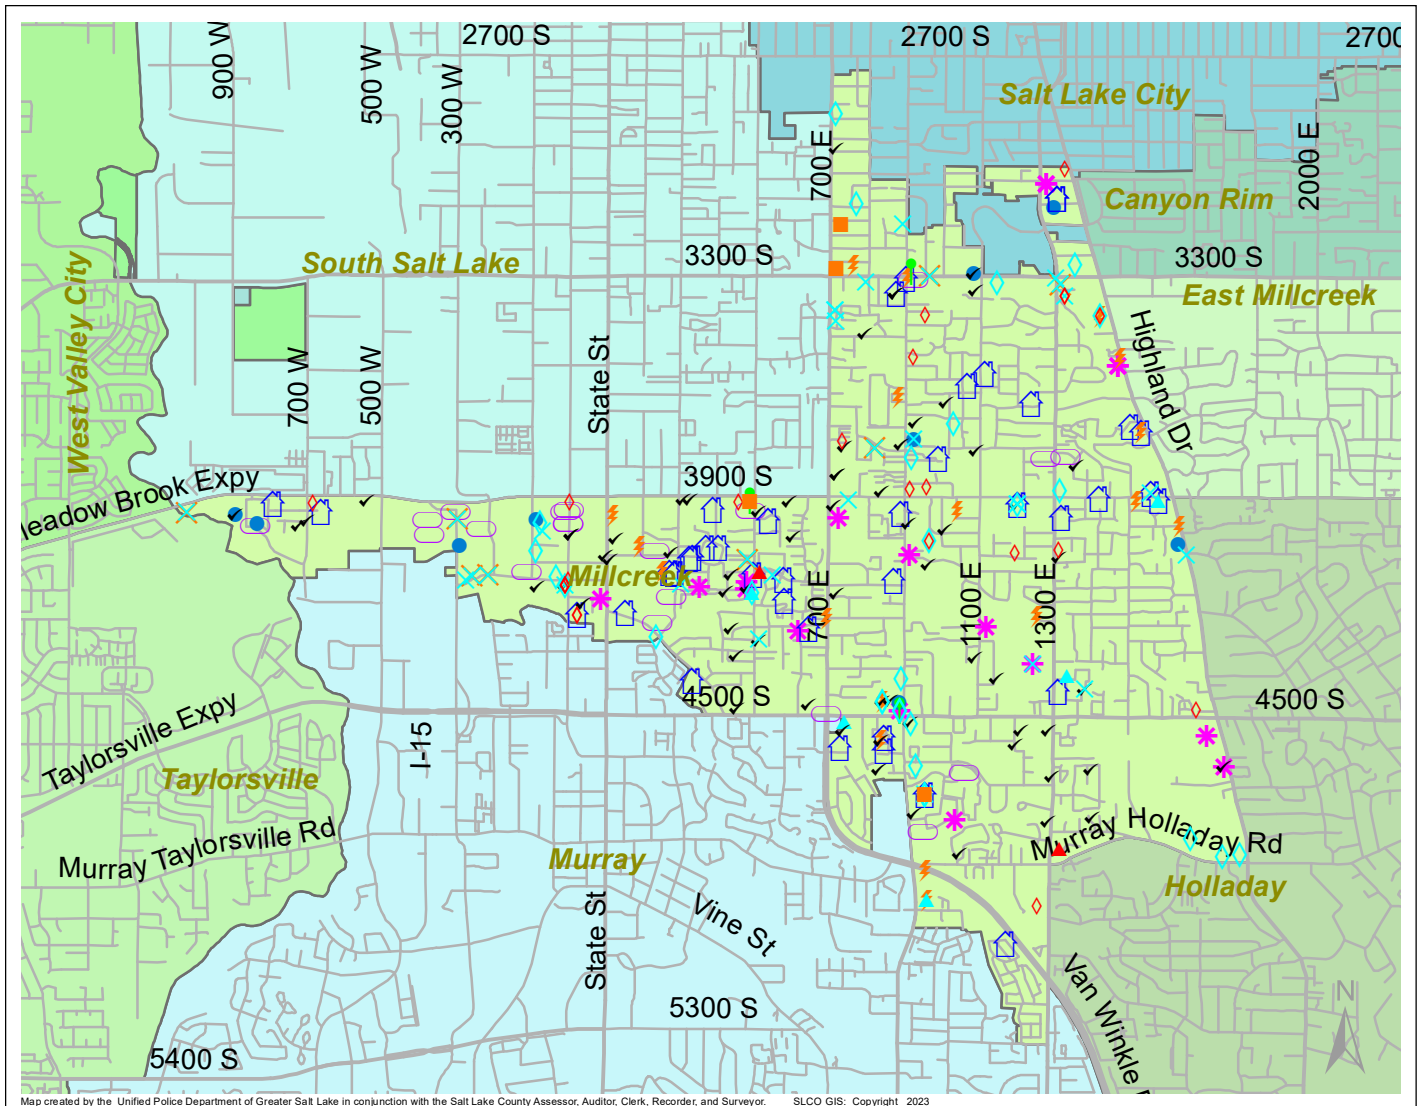 2700 S
2700 S
2700
900 W
500 W
300 W
Salt Lake City
700 E
2000 E
Canyon Rim
South Salt Lake
3300 S
3300 S
West Valley City
East Millcreek
Highland Dr
700 W
500 W
State St
3900 S
Meadow Brook Expy
Millcreek
700 E
1100 E
1300 E
4500 S
4500 S
Taylorsville Expy
I-15
Taylorsville
Murray Taylorsville Rd
Murray
Murray Holladay Rd
Holladay
State St
Vine St
Van Winkle
5300 S
5400 S
N
Map created by the Unified Police Department of Greater Salt Lake in conjunction with the Salt Lake County Assessor, Auditor, Clerk, Recorder, and Surveyor. SLCO GIS: Copyright 2023